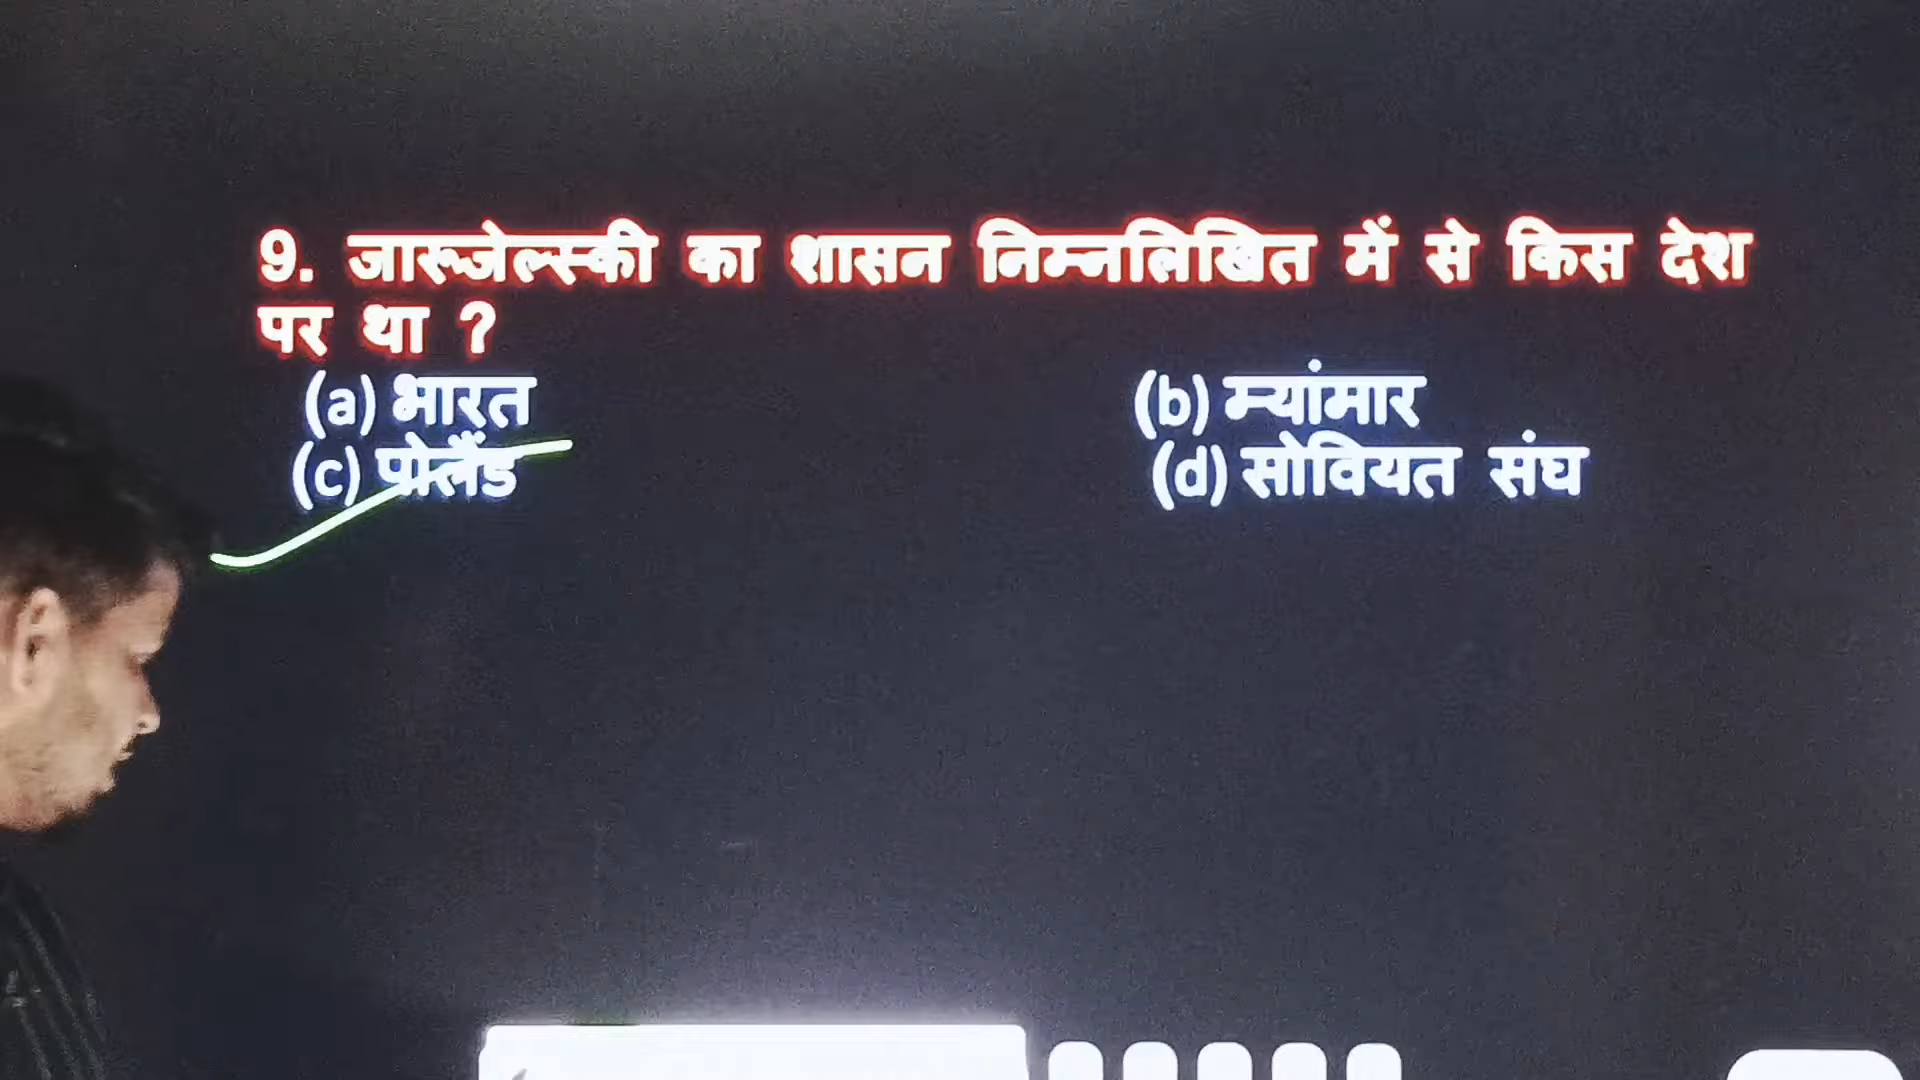 9. जारूजेल्स्की का शासन निम्नलिखित में से किस देश
पर था ?
(a) भारत (b) म्यांमार
(c) पोलैंड (d) सोवियत संघ